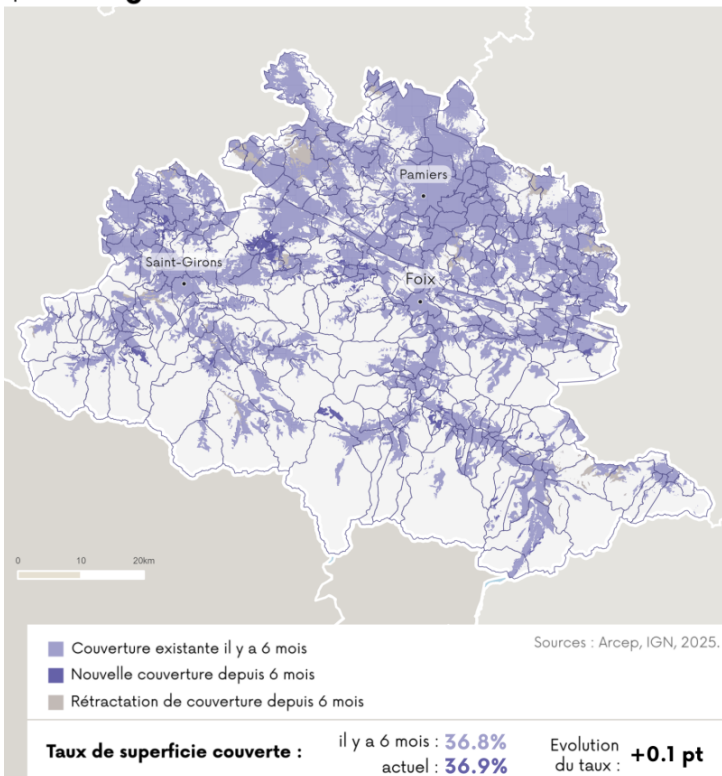 Pamiers
Saint-Girons
Foix
0 10 20km
Couverture existante il y a 6 mois
Sources : Arcep, IGN, 2025.
Nouvelle couverture depuis 6 mois
Rétractation de couverture depuis 6 mois
Taux de superficie couverte :
il y a 6 mois : 36.8%
actuel : 36.9%
Evolution
du taux :
+0.1 pt